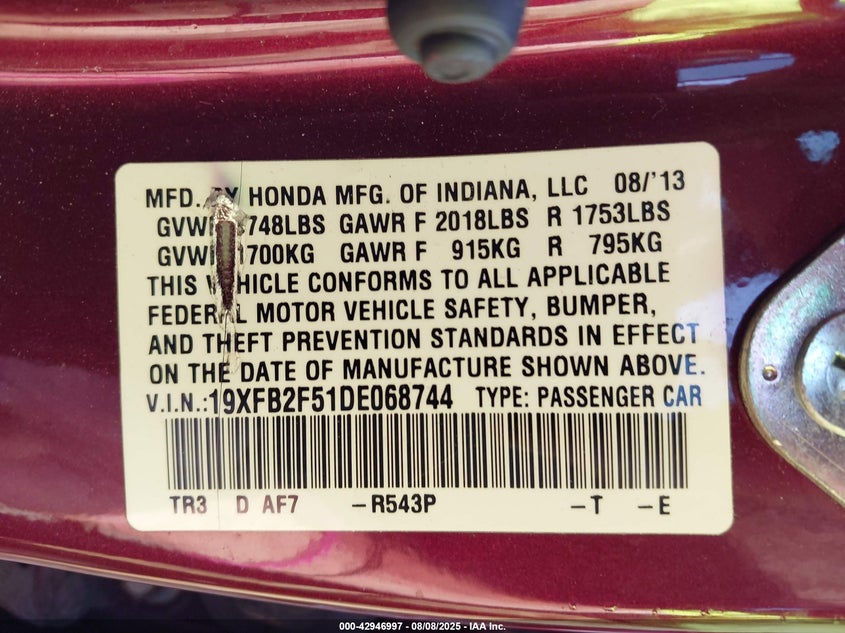 MFD. BY HONDA MFG. OF INDIANA, LLC 08/'13
748LBS GAWR F 2018LBS R 1753LBS
1700KG GAWR F 915KG R 795KG
THIS VEHICLE CONFORMS TO ALL APPLICABLE
FEDERAL MOTOR VEHICLE SAFETY, BUMPER,
AND THEFT PREVENTION STANDARDS IN EFFECT
ON THE DATE OF MANUFACTURE SHOWN ABOVE.
V.I.N.:19XFB2F51DE068744 TYPE: PASSENGER CAR
TR3 D AF7 -R543P -T -E
000-42946997 - 08/08/2025 - IAA Inc.